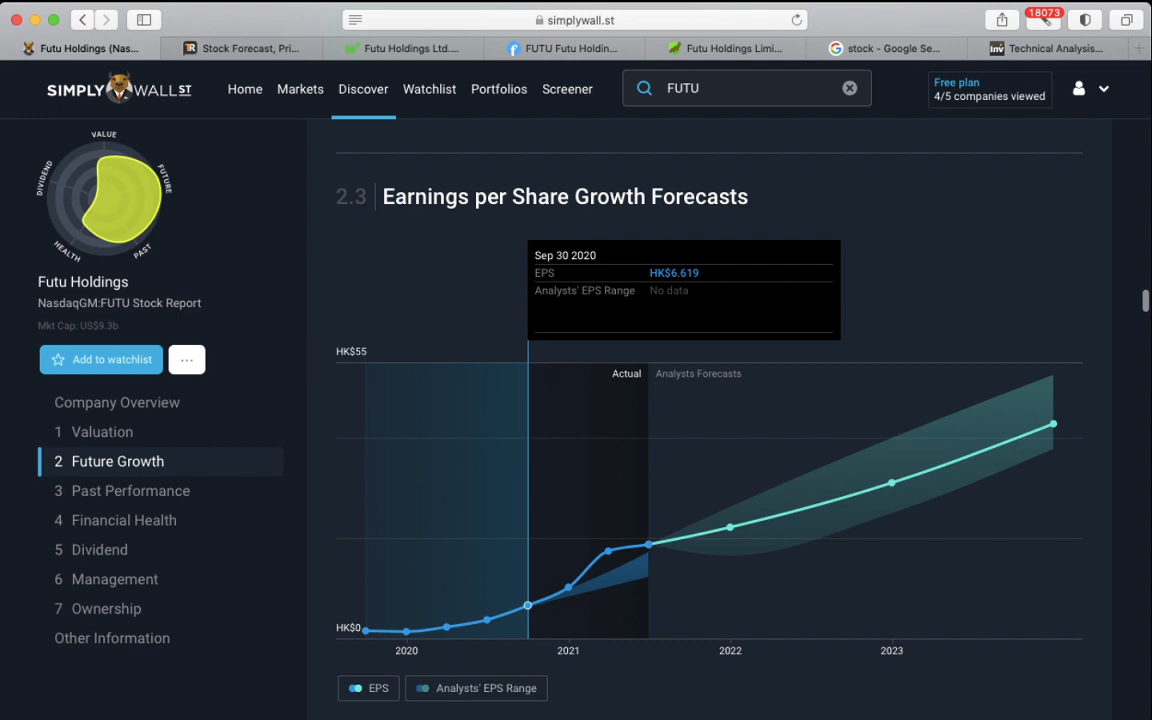 simplywall.st
18073
Futu Holdings (Nas...
Stock Forecast, Pri...
Futu Holdings Ltd....
FUTU Futu Holdin...
Futu Holdings Limi...
stock - Google Se...
Technical Analysis...
SIMPLY WALL ST
Home
Markets
Discover
Watchlist
Portfolios
Screener
FUTU
Free plan
4/5 companies viewed
VALUE
FUTURE
PAST
HEALTH
DIVIDEND
Futu Holdings
NasdaqGM:FUTU Stock Report
Mkt Cap: US$9.3b
Add to watchlist
...
Company Overview
1 Valuation
2 Future Growth
3 Past Performance
4 Financial Health
5 Dividend
6 Management
7 Ownership
Other Information
2.3 Earnings per Share Growth Forecasts
Sep 30 2020
EPS HK$6.619
Analysts' EPS Range No data
HK$55
Actual
Analysts Forecasts
HK$0
2020
2021
2022
2023
EPS
Analysts' EPS Range